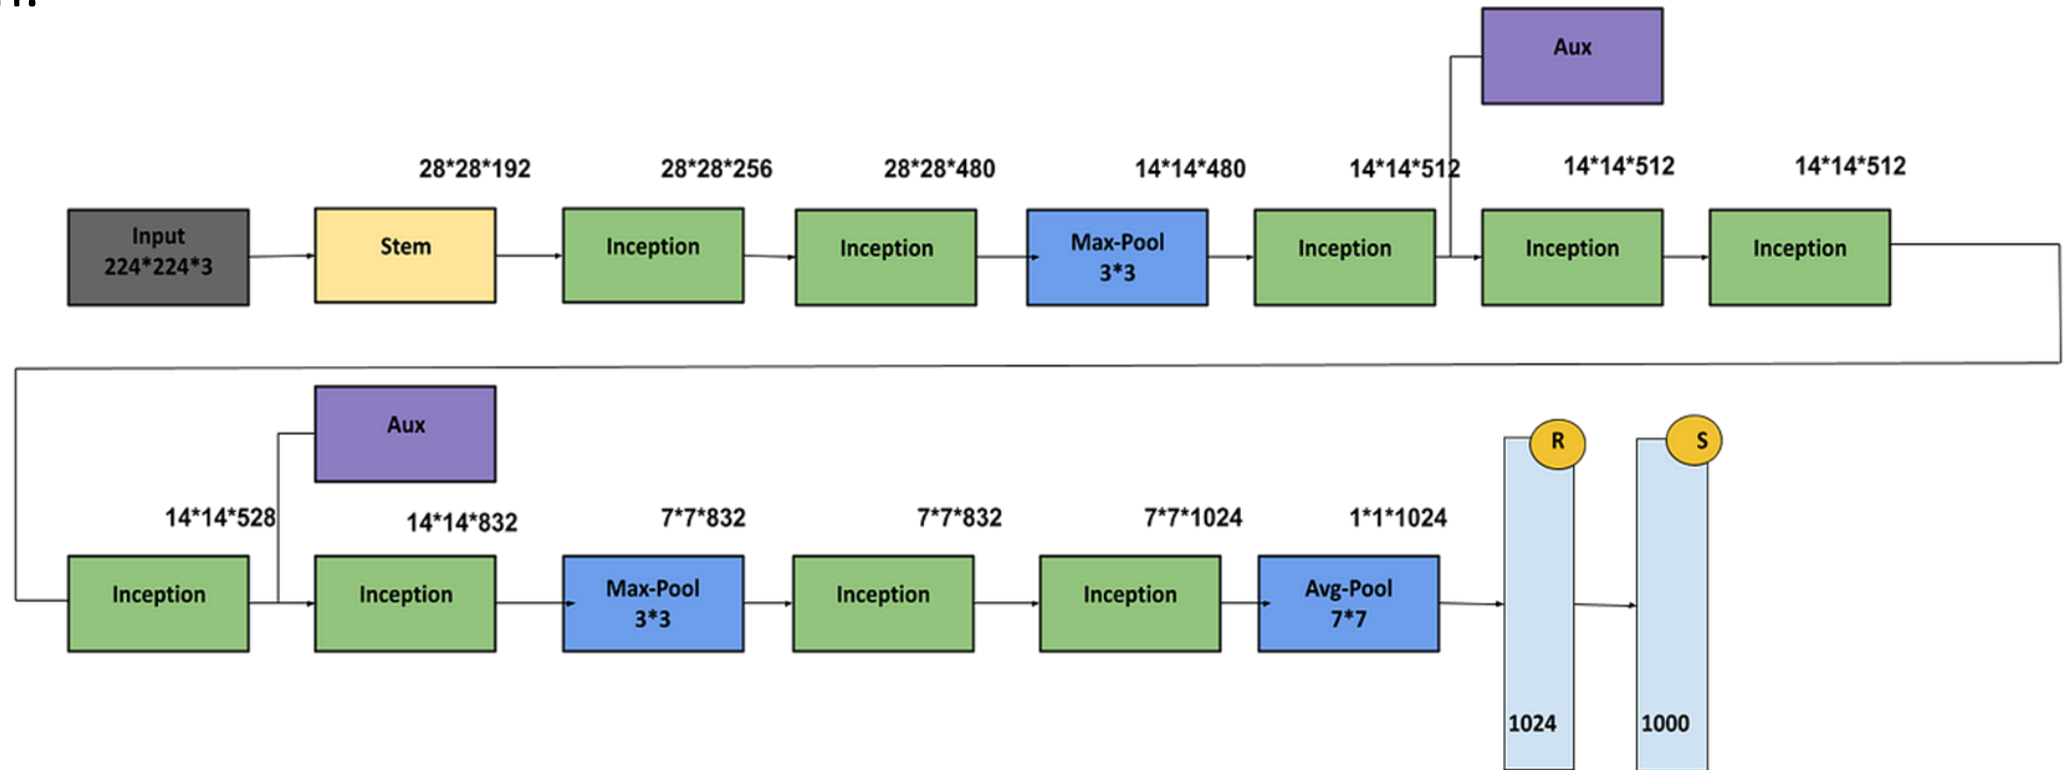 Aux
28*28*192
28*28*256
28*28*480
14*14*480
14*14*512
14*14*512
14*14*512
Input
224*224*3
Stem
Inception
Inception
Max-Pool
3*3
Inception
Inception
Inception
Aux
R
S
14*14*528
14*14*832
7*7*832
7*7*832
7*7*1024
1*1*1024
Inception
Inception
Max-Pool
3*3
Inception
Inception
Avg-Pool
7*7
1024
1000